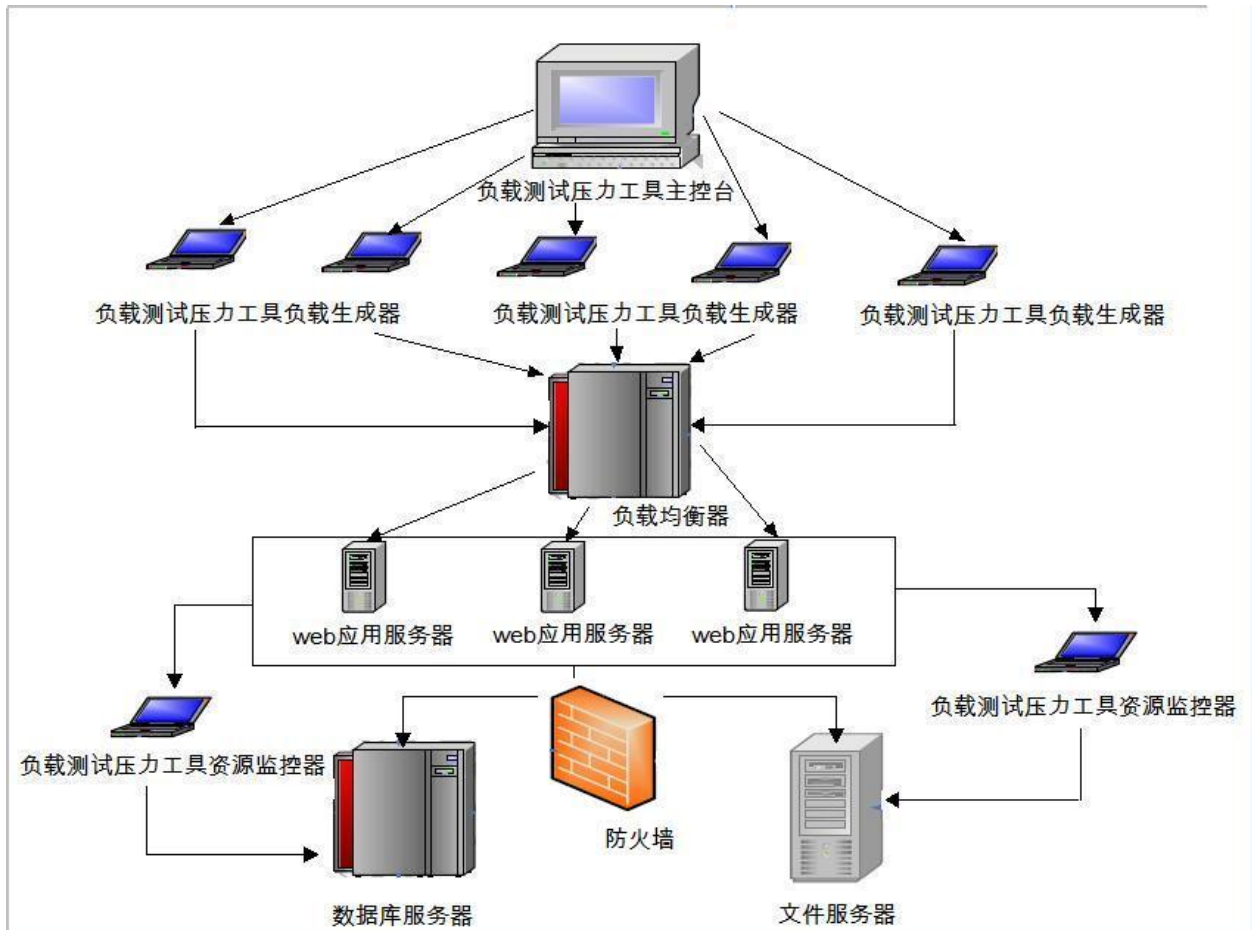 负载测试压力工具主控台
负载测试压力工具负载生成器
负载测试压力工具负载生成器
负载测试压力工具负载生成器
负载均衡器
web应用服务器
web应用服务器
web应用服务器
负载测试压力工具资源监控器
负载测试压力工具资源监控器
防火墙
数据库服务器
文件服务器